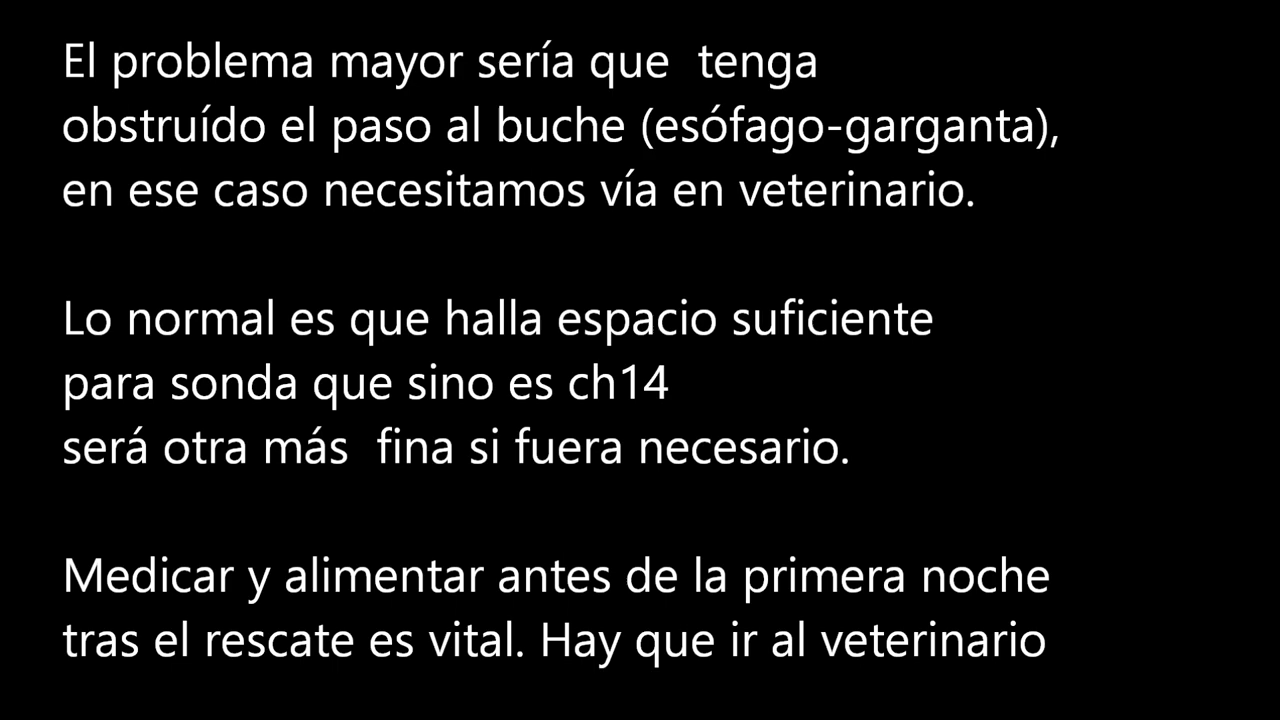 El problema mayor sería que  tenga
obstruído el paso al buche (esófago-garganta),
en ese caso necesitamos vía en veterinario.
Lo normal es que halla espacio suficiente
para sonda que sino es ch14
será otra más  fina si fuera necesario.
Medicar y alimentar antes de la primera noche
tras el rescate es vital. Hay que ir al veterinario